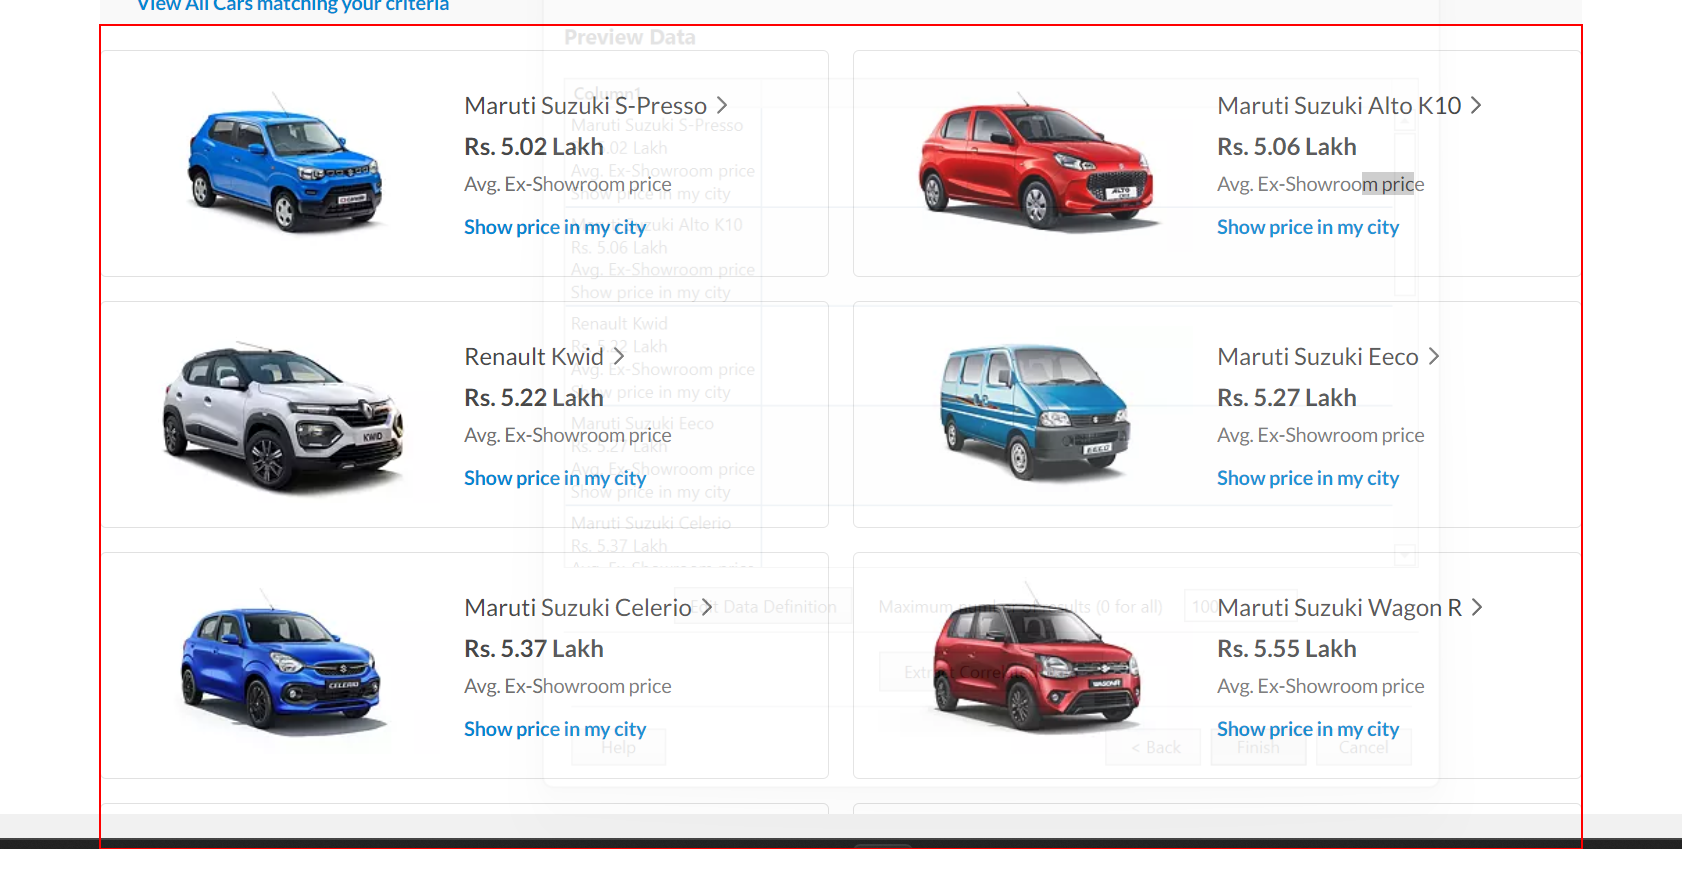 View All Cars matching your criteria
Preview Data
Column1
Maruti Suzuki S-Presso
Rs. 5.02 Lakh
Avg. Ex-Showroom price
Show price in my city
Maruti Suzuki Alto K10
Rs. 5.06 Lakh
Avg. Ex-Showroom price
Show price in my city
Maruti Suzuki S-Presso
.02 Lakh
Avg. Ex-Showroom price
Show price in my city
Maruti Suzuki Alto K10
Rs. 5.06 Lakh
Avg. Ex-Showroom price
Show price in my city
Renault Kwid
Rs. 5.22 Lakh
Avg. Ex-Showroom price
Show price in my city
Maruti Suzuki Eeco
Rs. 5.27 Lakh
Avg. Ex-Showroom price
Show price in my city
Renault Kwid
Rs. 5.22 Lakh
Avg. Ex-Showroom price
Show price in my city
Maruti Suzuki Eeco
Rs. 5.27 Lakh
Avg. Ex-Showroom price
Show price in my city
Maruti Suzuki Celerio
Rs. 5.37 Lakh
Avg. Ex-Showroom price
Maruti Suzuki Celerio
Rs. 5.37 Lakh
Avg. Ex-Showroom price
Show price in my city
Maruti Suzuki Wagon R
Rs. 5.55 Lakh
Avg. Ex-Showroom price
Show price in my city
Edit Data Definition
Maximum number of results (0 for all)
100
Help
< Back
Finish
Cancel
ALTO
KWID
EECO
CELERIO
WAGONR